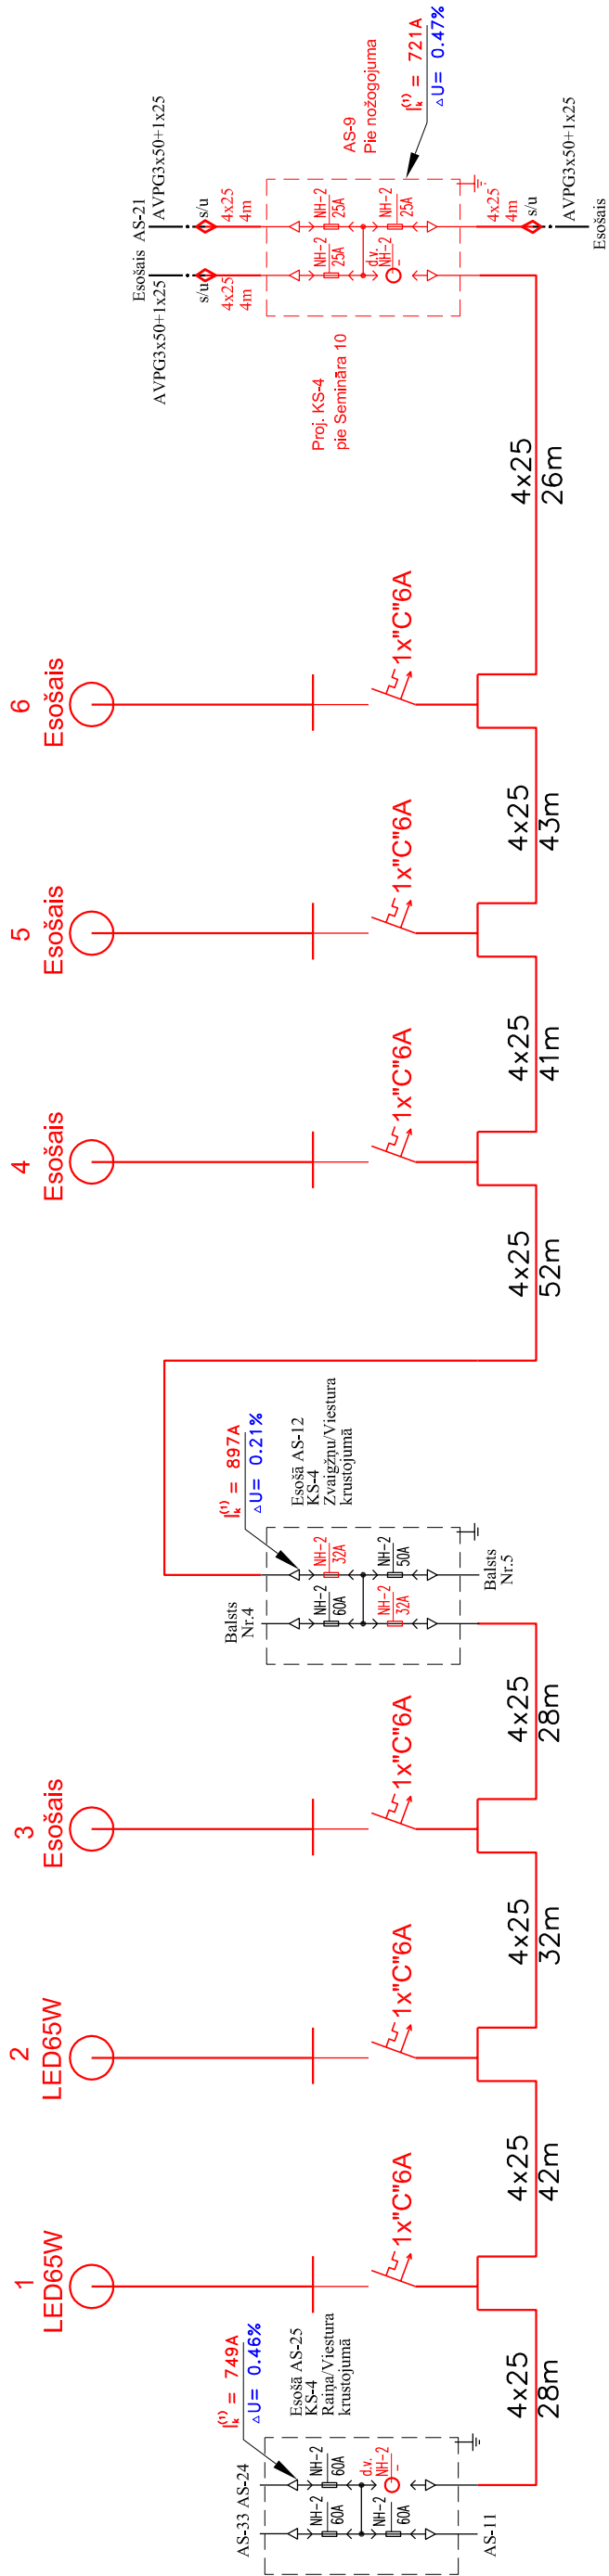 AS-33 AS-24
NH-2
60A
NH-2
60A
NH-2
60A
d.v.
NH-2
–
AS-11
I(1)k = 749A
△U= 0.46%
Esošā AS-25
KS-4
Raiņa/Viestura
krustojumā
4x25
28m
1
LED65W
1x"C"6A
4x25
42m
2
LED65W
1x"C"6A
4x25
32m
3
Esošais
1x"C"6A
4x25
28m
Balsts
Nr.4
NH-2
60A
NH-2
32A
NH-2
32A
NH-2
50A
Balsts
Nr.5
I(1)k = 897A
△U= 0.21%
Esošā AS-12
KS-4
Zvaigžņu/Viestura
krustojumā
4x25
52m
4
Esošais
1x"C"6A
4x25
41m
5
Esošais
1x"C"6A
4x25
43m
6
Esošais
1x"C"6A
4x25
26m
Proj. KS-4
pie Semināra 10
Esošais AS-21
AVPG3x50+1x25
AVPG3x50+1x25
s/u
4x25
4m
s/u
4x25
4m
NH-2
25A
NH-2
25A
d.v.
NH-2
–
NH-2
25A
AS-9
Pie nožogojuma
I(1)k = 721A
△U= 0.47%
4x25
4m
s/u
AVPG3x50+1x25
Esošais